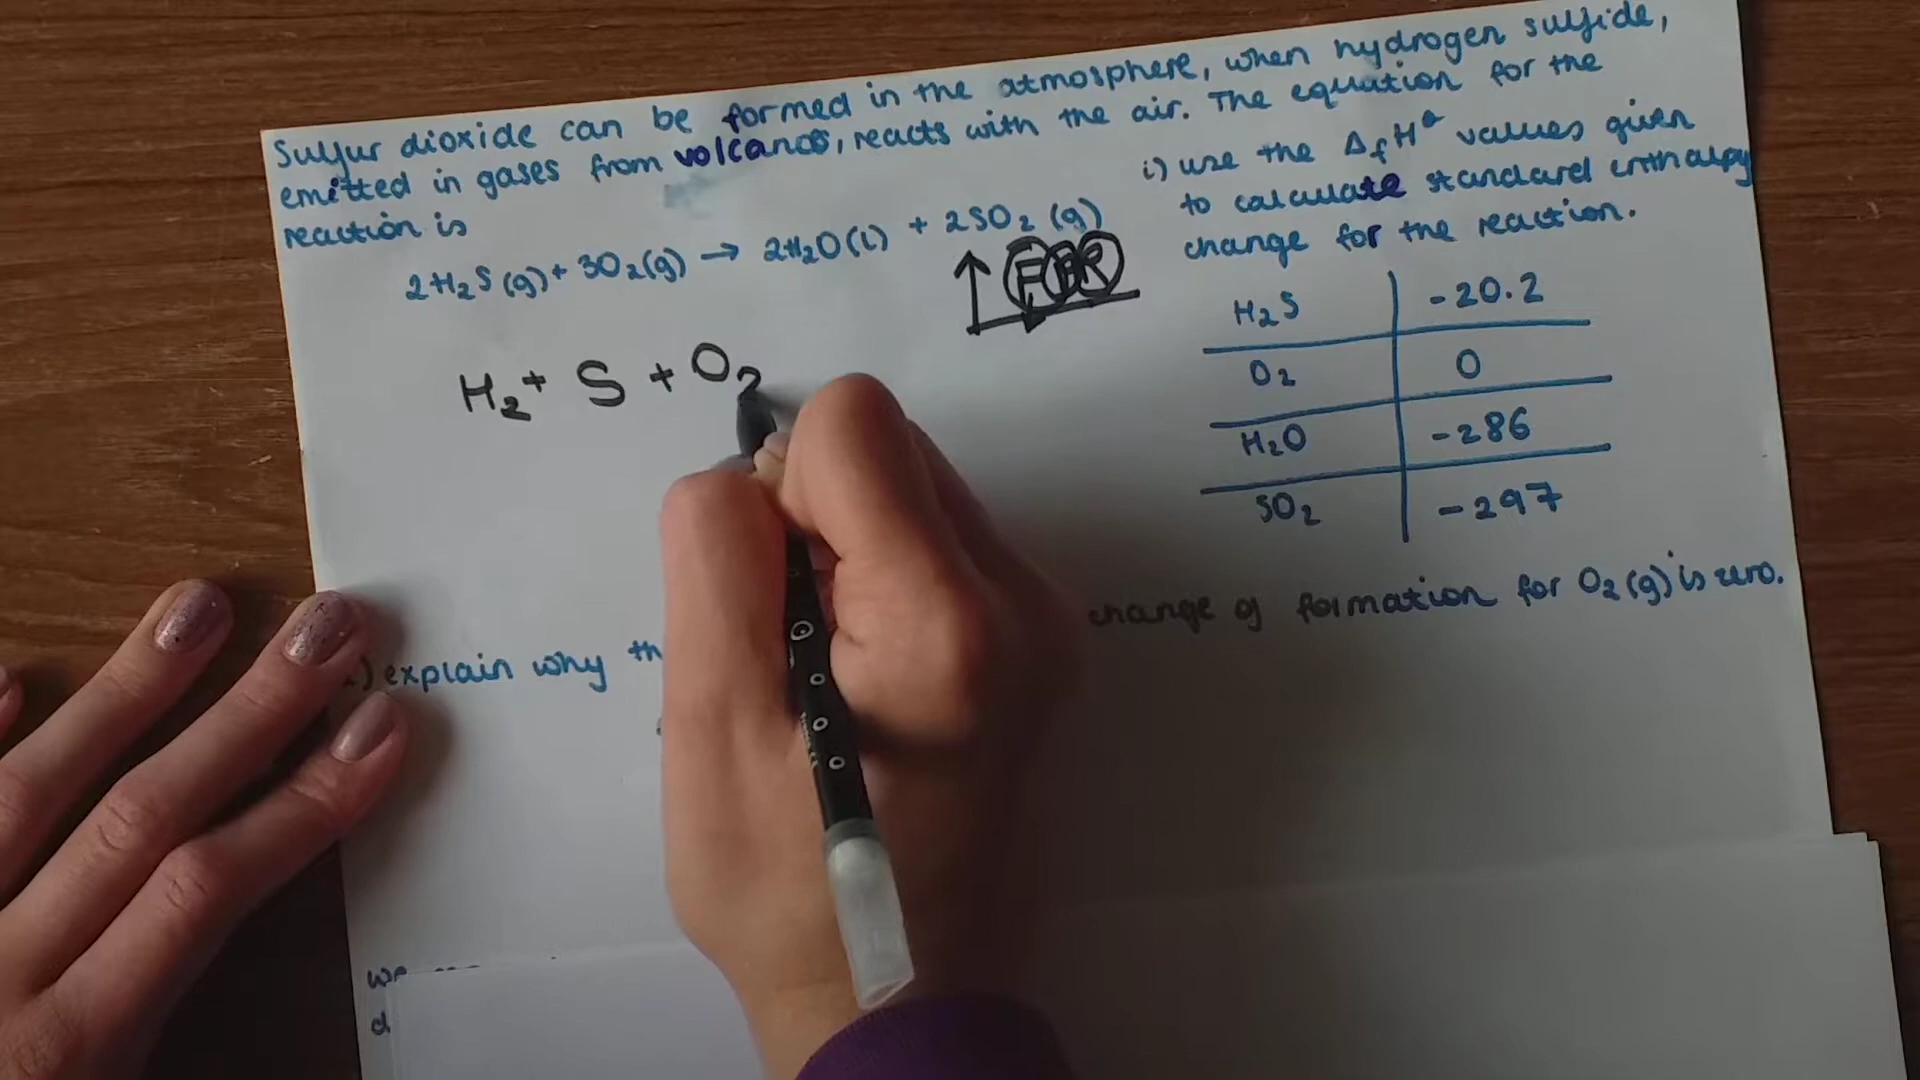 Sulfur dioxide can be formed in the atmosphere, when hydrogen sulfide,
emitted in gases from volcanos, reacts with the air. The equation for the
reaction is
2H₂S(g) + 3O₂(g) → 2H₂O(l) + 2SO₂(g)
i) use the ΔfH° values given
to calculate standard enthalpy
change for the reaction.
H₂S -20.2
O₂ 0
H₂O -286
SO₂ -297
H₂ + S + O₂
explain why th
change of formation for O₂(g) is zero.